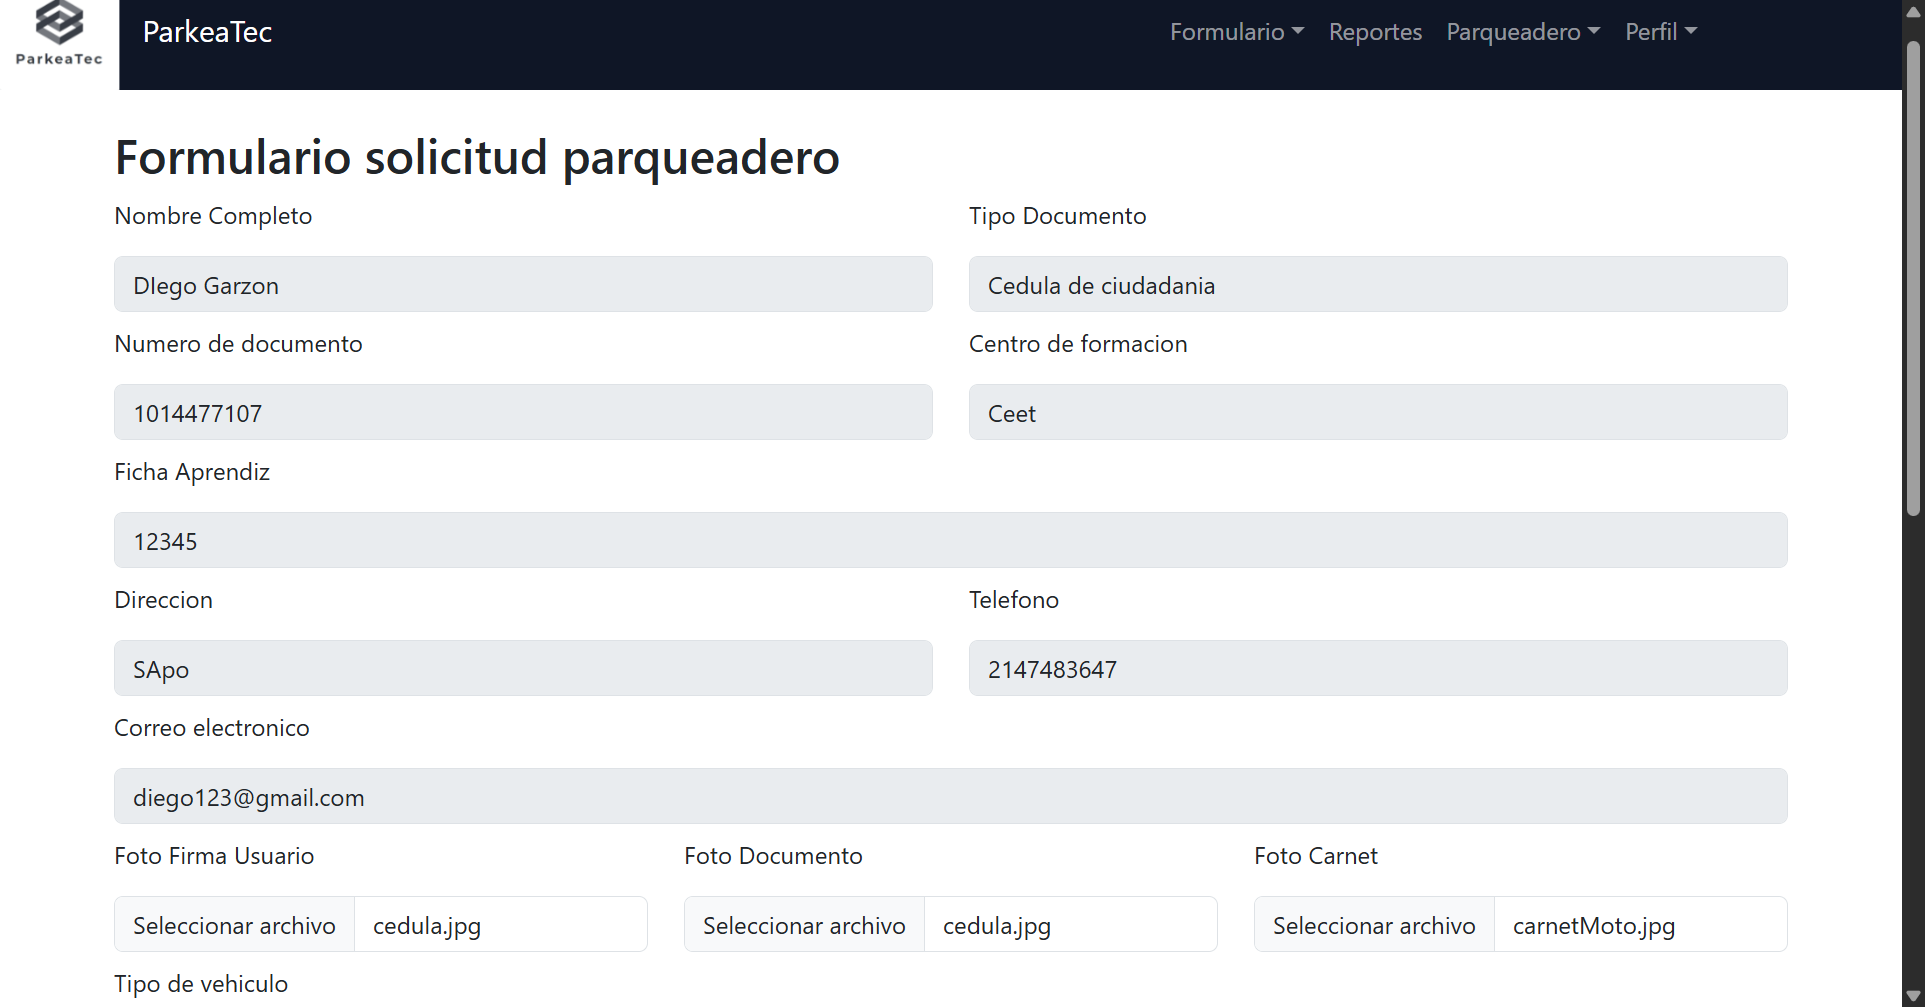 ParkeaTec
ParkeaTec Formulario Reportes Parqueadero Perfil
Formulario solicitud parqueadero
Nombre Completo Tipo Documento
DIego Garzon Cedula de ciudadania
Numero de documento Centro de formacion
1014477107 Ceet
Ficha Aprendiz
12345
Direccion Telefono
SApo 2147483647
Correo electronico
diego123@gmail.com
Foto Firma Usuario Foto Documento Foto Carnet
Seleccionar archivo cedula.jpg Seleccionar archivo cedula.jpg Seleccionar archivo carnetMoto.jpg
Tipo de vehiculo